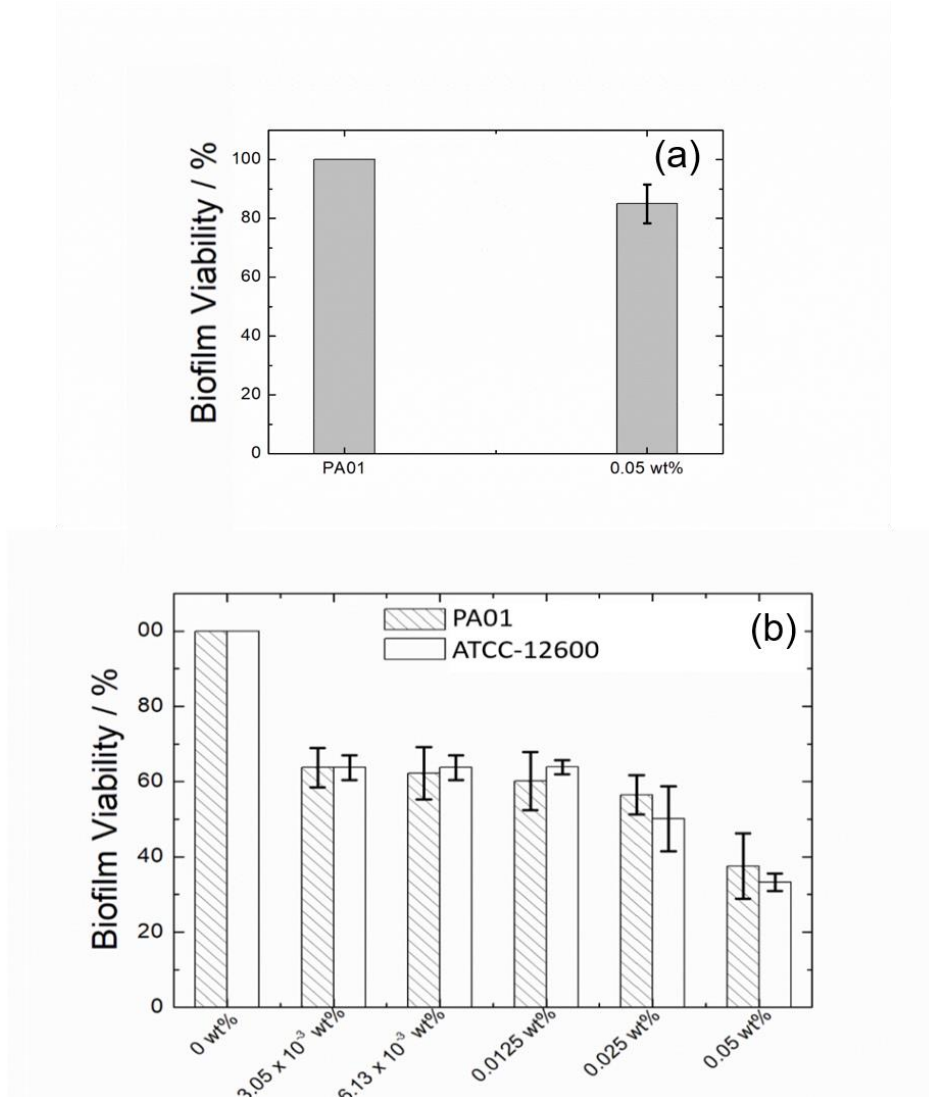 (a)
Biofilm Viability / %
100
80
60
40
20
0
PA01
0.05 wt%
(b)
PA01
ATCC-12600
Biofilm Viability / %
00
80
60
40
20
0
0 wt%
3.05 x 10⁻³ wt%
6.13 x 10⁻³ wt%
0.0125 wt%
0.025 wt%
0.05 wt%